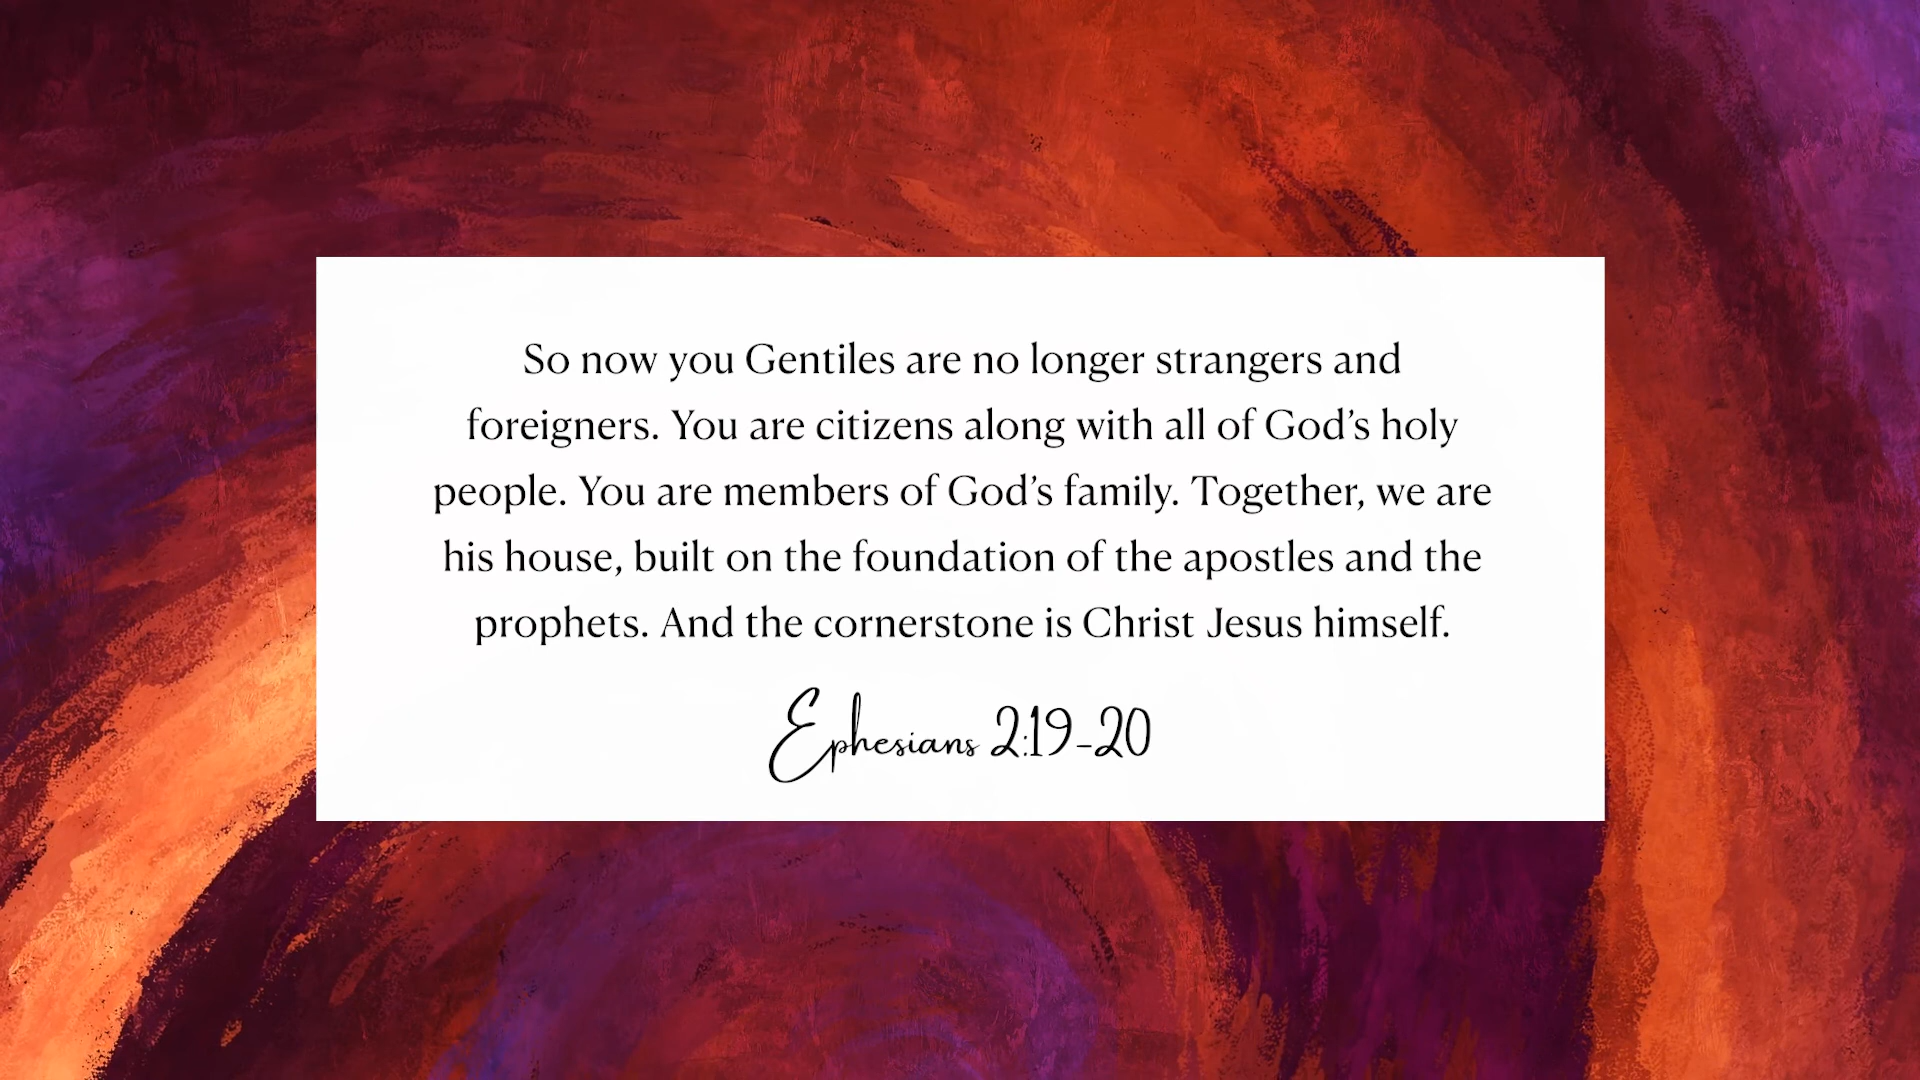 So now you Gentiles are no longer strangers and
foreigners. You are citizens along with all of God’s holy
people. You are members of God’s family. Together, we are
his house, built on the foundation of the apostles and the
prophets. And the cornerstone is Christ Jesus himself.
Ephesians 2:19-20